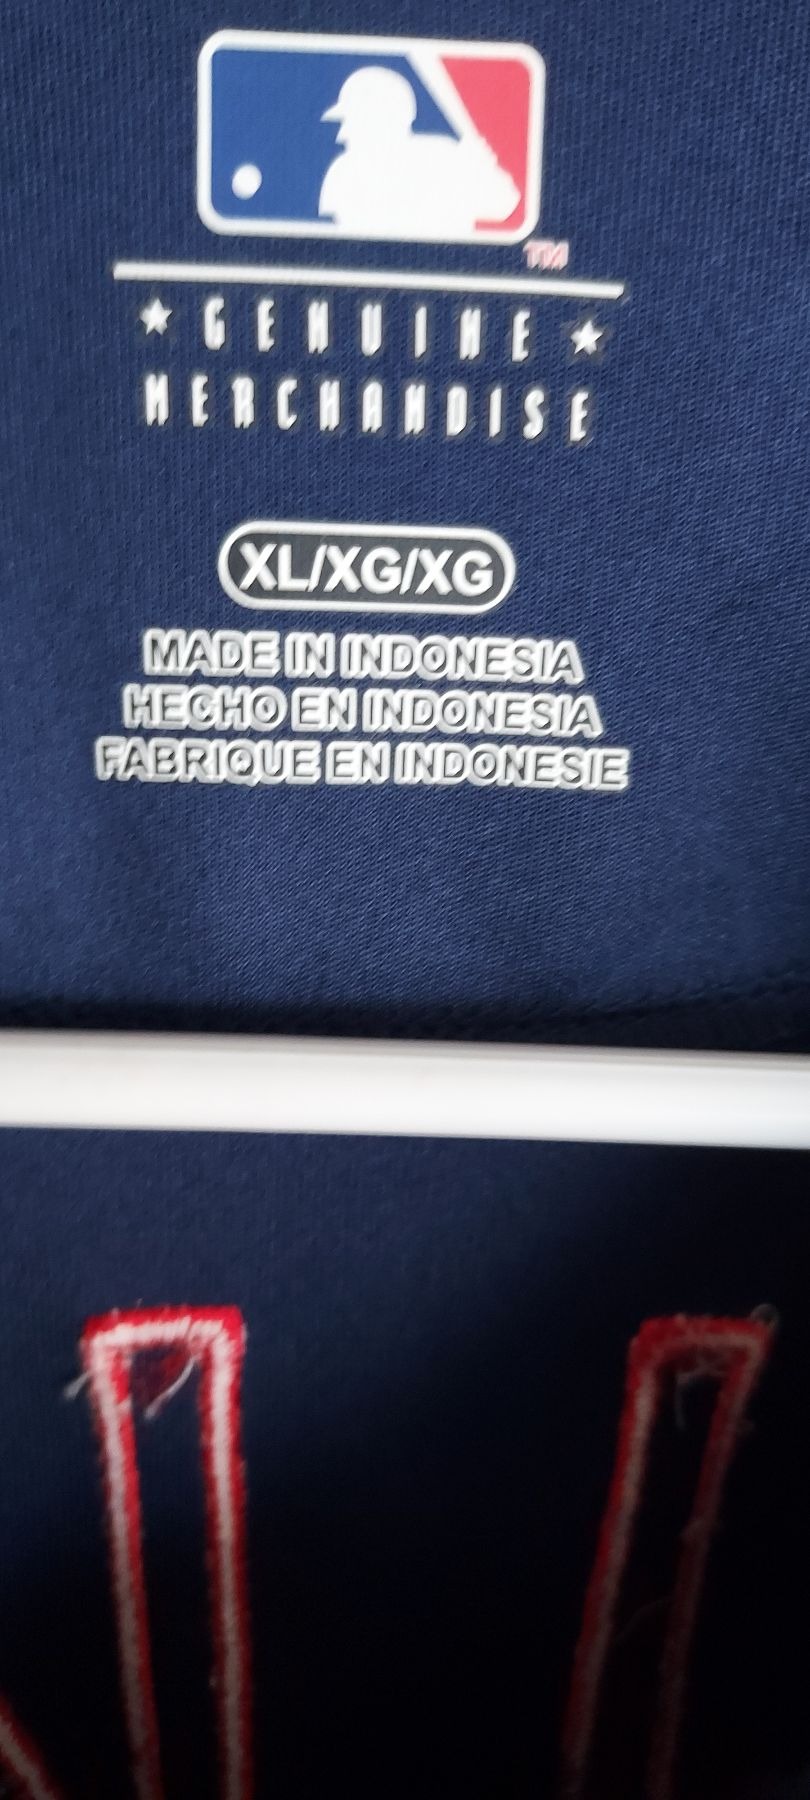 TM
GENUINE
MERCHANDISE
XL/XG/XG
MADE IN INDONESIA
HECHO EN INDONESIA
FABRIQUE EN INDONESIE